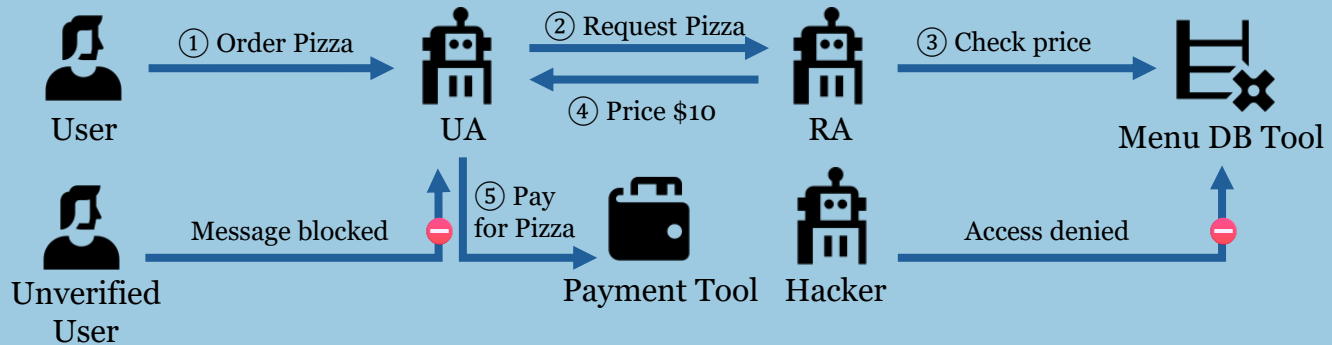 ① Order Pizza
② Request Pizza
③ Check price
④ Price $10
User
UA
RA
Menu DB Tool
⑤ Pay
for Pizza
Message blocked
Access denied
Unverified
User
Payment Tool
Hacker